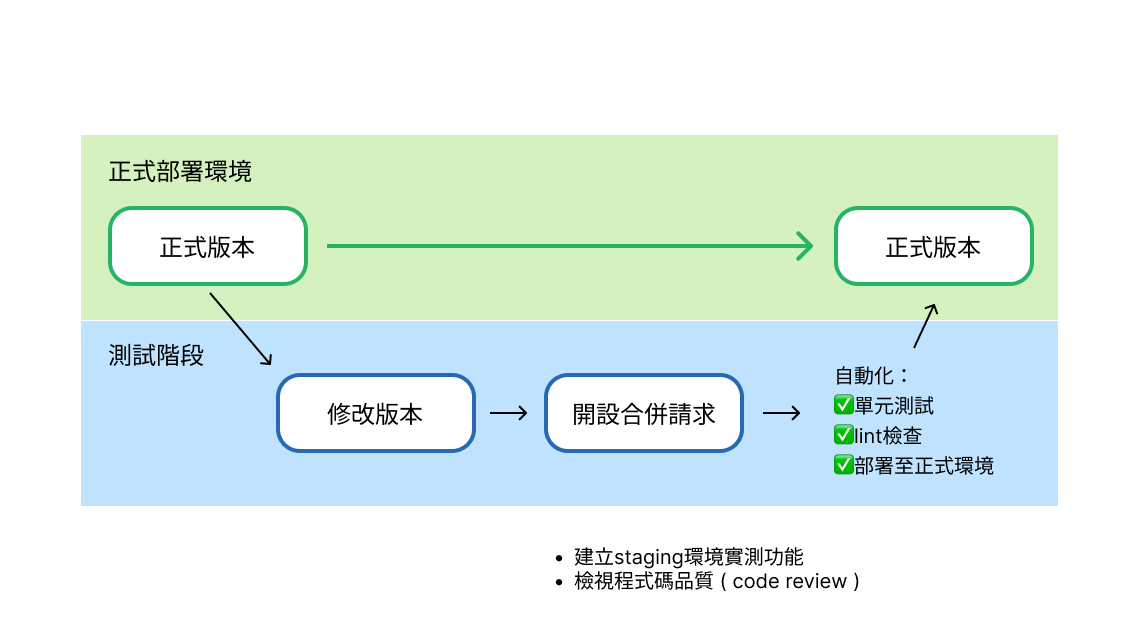 正式部署環境
正式版本
正式版本
測試階段
修改版本
開設合併請求
自動化：
✅單元測試
✅lint檢查
✅部署至正式環境
• 建立staging環境實測功能
• 檢視程式碼品質 ( code review )